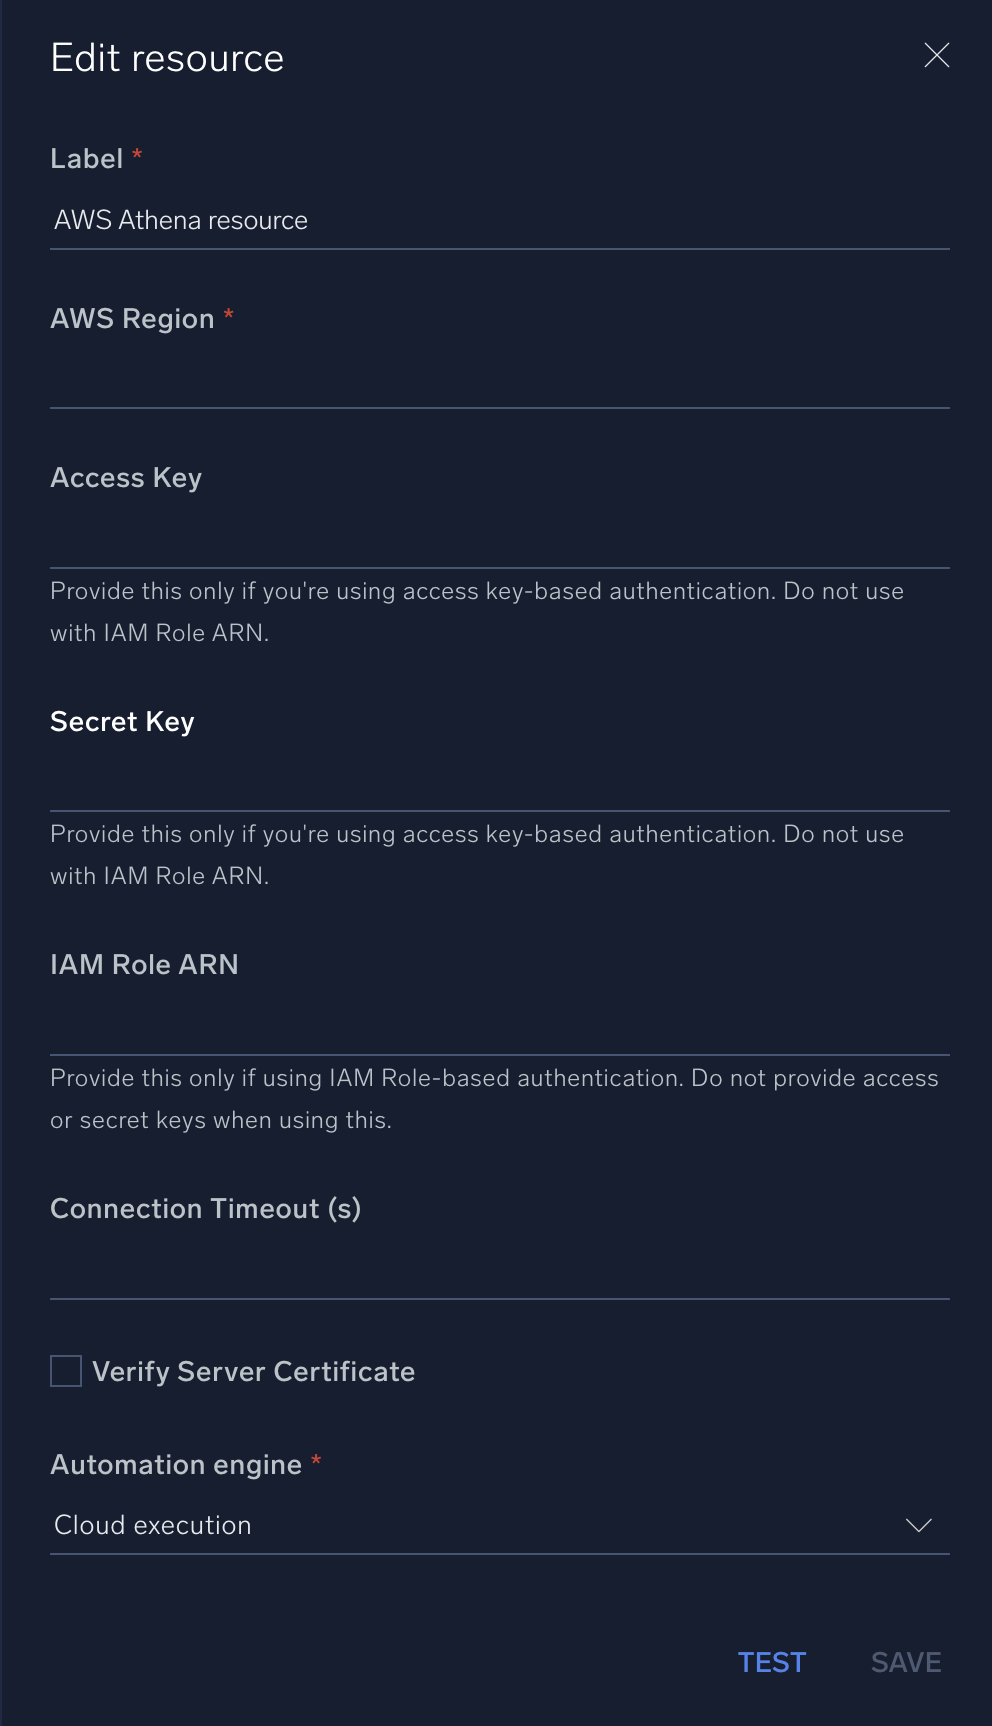 Edit resource
Label *
AWS Athena resource
AWS Region *
Access Key
Provide this only if you're using access key-based authentication. Do not use
with IAM Role ARN.
Secret Key
Provide this only if you're using access key-based authentication. Do not use
with IAM Role ARN.
IAM Role ARN
Provide this only if using IAM Role-based authentication. Do not provide access
or secret keys when using this.
Connection Timeout (s)
Verify Server Certificate
Automation engine *
Cloud execution
TEST SAVE